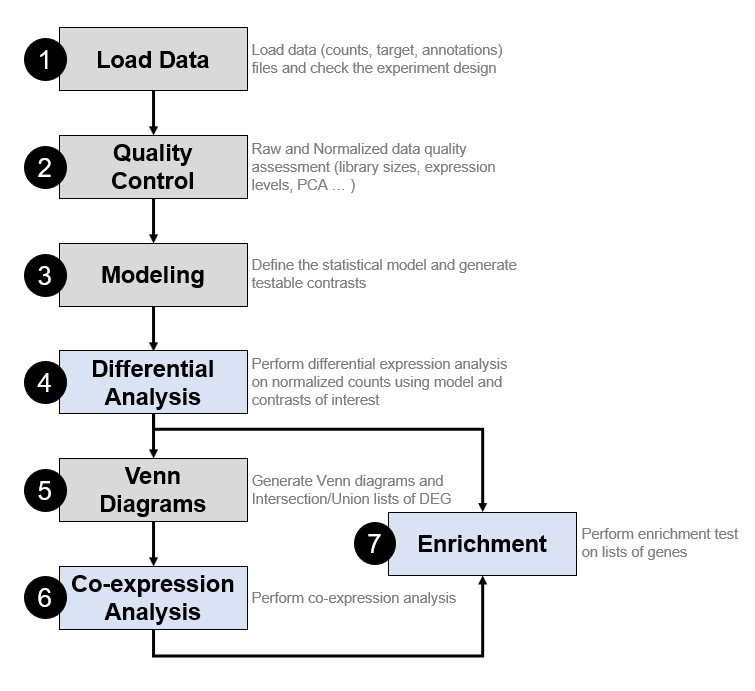 1
Load Data
Load data (counts, target, annotations)
files and check the experiment design
2
Quality
Control
Raw and Normalized data quality
assessment (library sizes, expression
levels, PCA ... )
3
Modeling
Define the statistical model and generate
testable contrasts
4
Differential
Analysis
Perform differential expression analysis
on normalized counts using model and
contrasts of interest
5
Venn
Diagrams
Generate Venn diagrams and
Intersection/Union lists of DEG
6
Co-expression
Analysis
Perform co-expression analysis
7
Enrichment
Perform enrichment test
on lists of genes